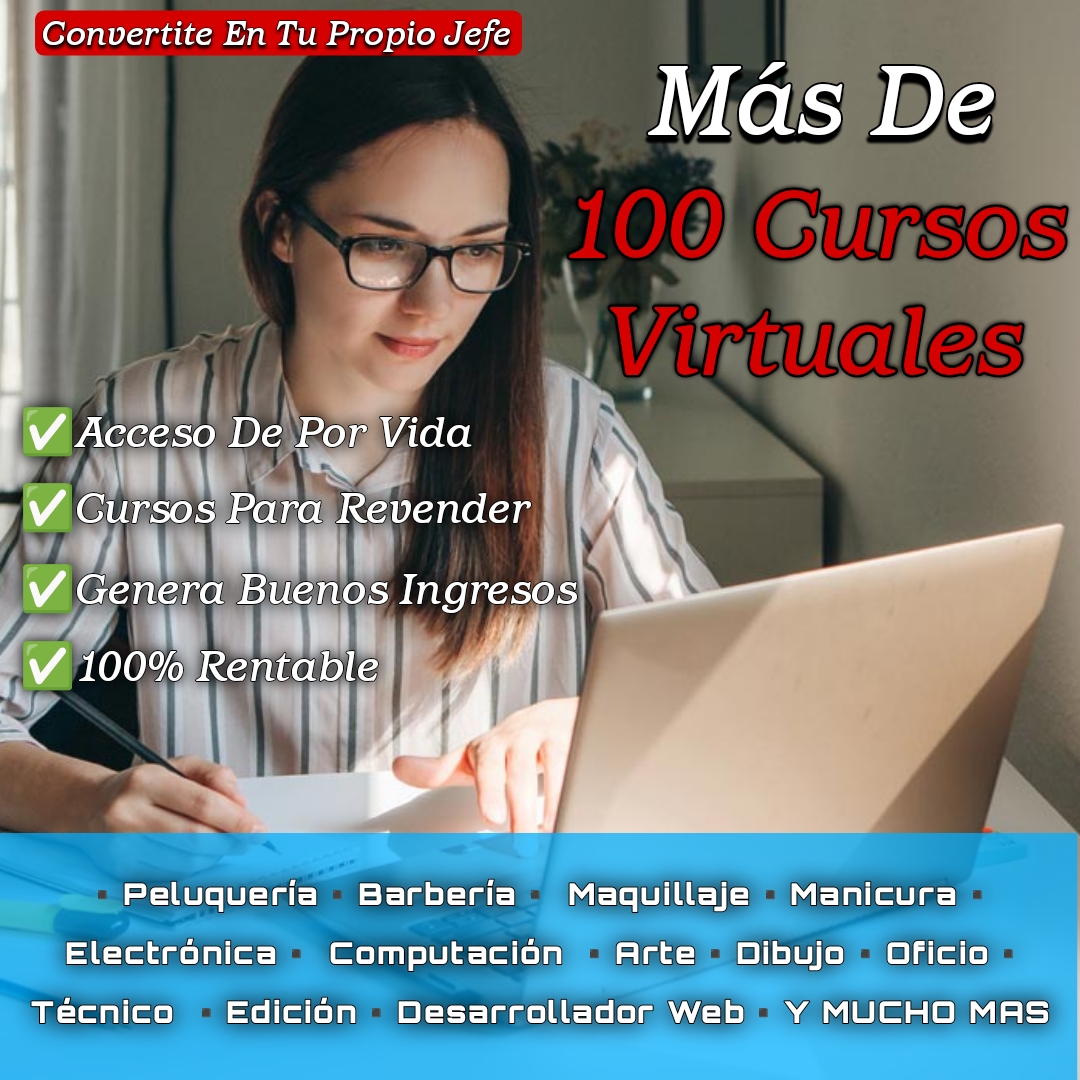 Convertite En Tu Propio Jefe
Más De
100 Cursos
Virtuales
✅Acceso De Por Vida
✅Cursos Para Revender
✅Genera Buenos Ingresos
✅100% Rentable
▪ Peluquería ▪ Barbería ▪ Maquillaje ▪ Manicura ▪
Electrónica ▪ Computación ▪ Arte ▪ Dibujo ▪ Oficio ▪
Técnico ▪ Edición ▪ Desarrollador Web ▪ Y MUCHO MAS